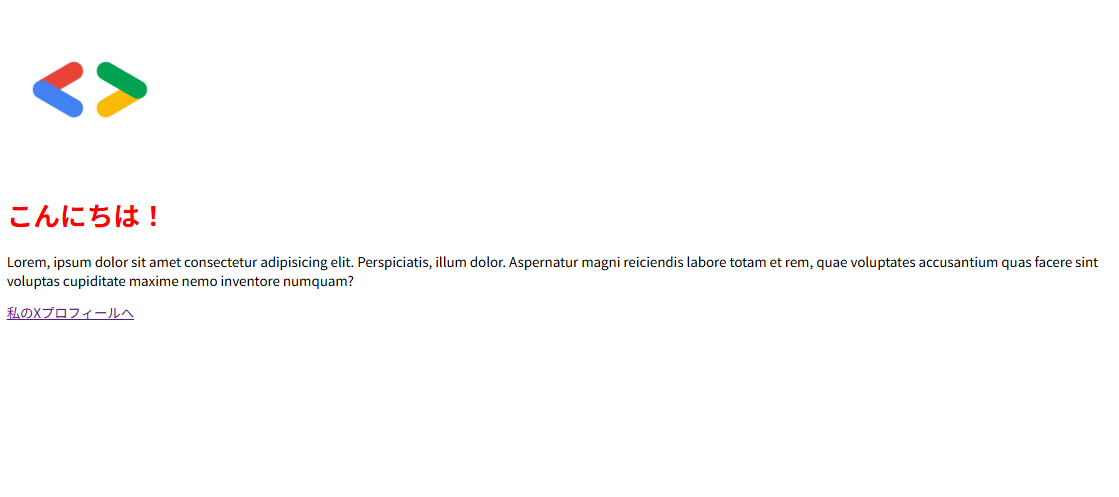 こんにちは！
Lorem, ipsum dolor sit amet consectetur adipisicing elit. Perspiciatis, illum dolor. Aspernatur magni reiciendis labore totam et rem, quae voluptates accusantium quas facere sint
voluptas cupiditate maxime nemo inventore numquam?
私のXプロフィールへ